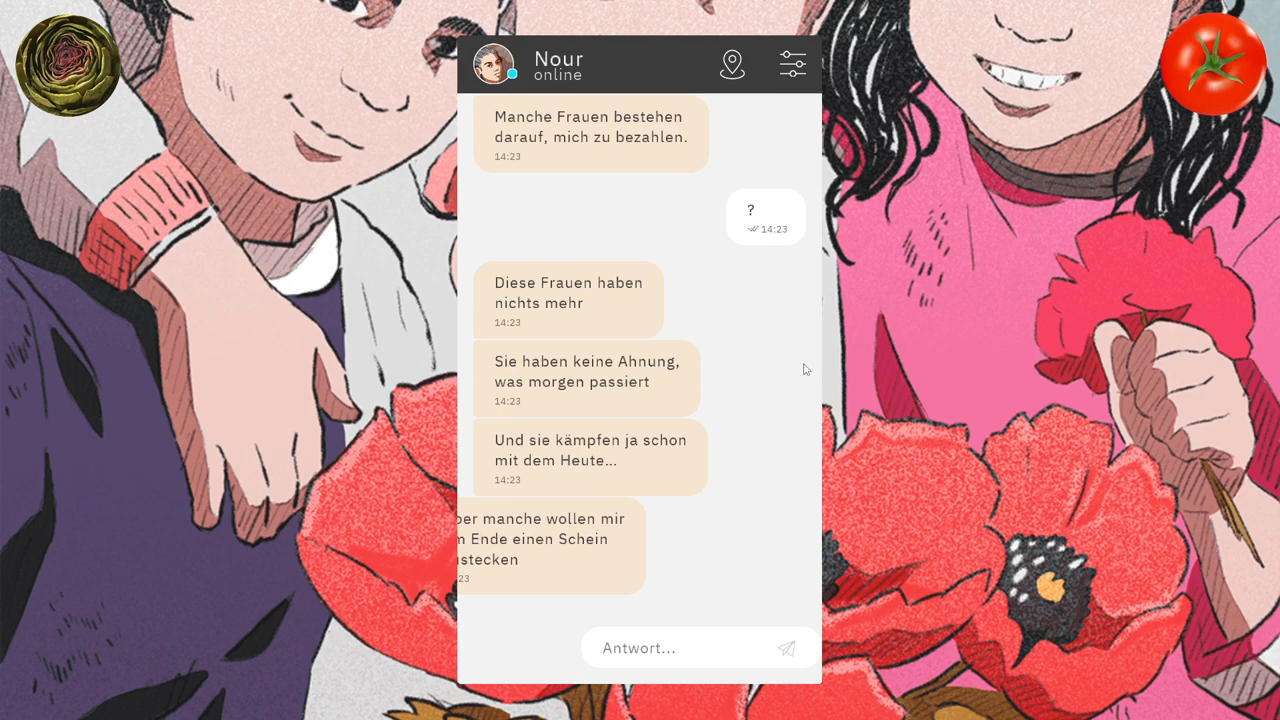 Nour
online
Manche Frauen bestehen
darauf, mich zu bezahlen.
14:23
?
14:23
Diese Frauen haben
nichts mehr
14:23
Sie haben keine Ahnung,
was morgen passiert
14:23
Und sie kämpfen ja schon
mit dem Heute...
14:23
manche wollen mir
Ende einen Schein
23
Antwort...